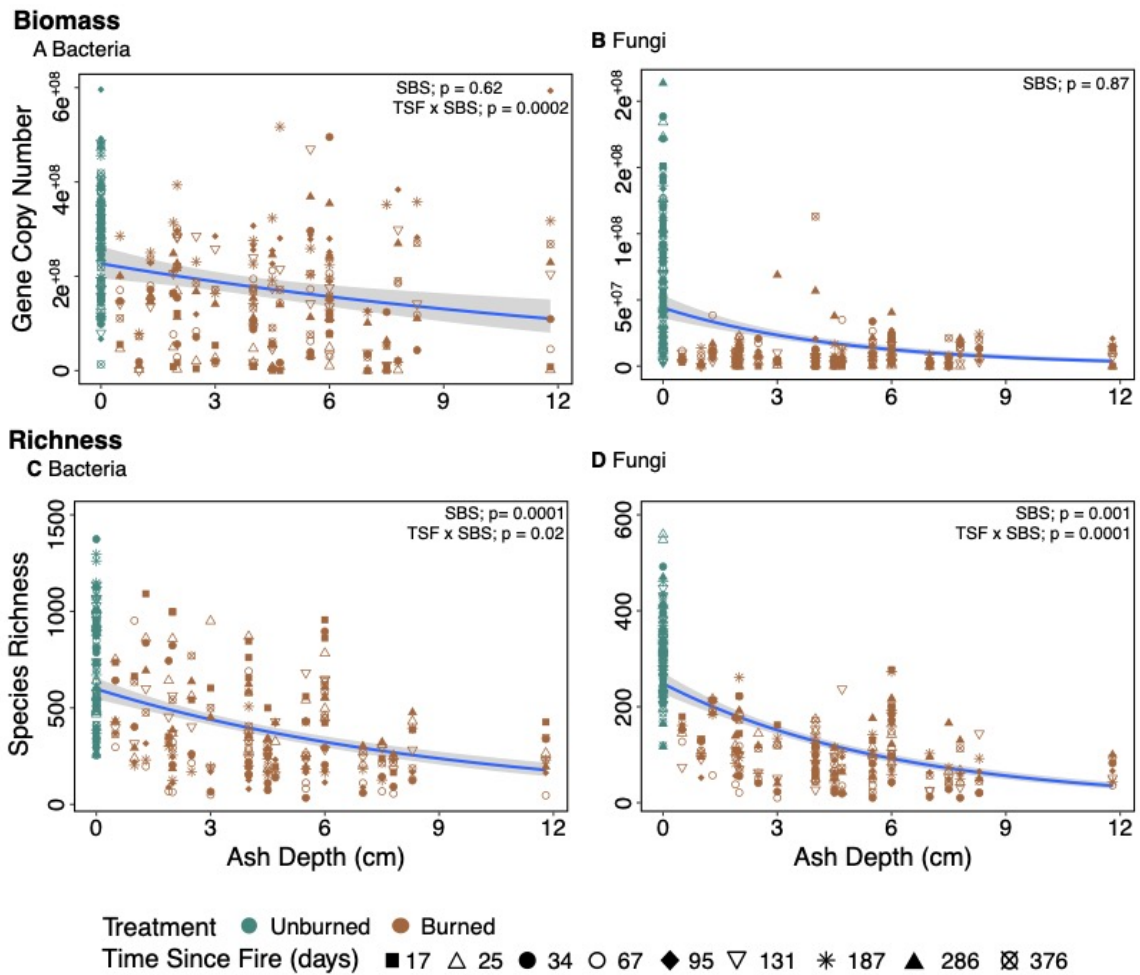 Biomass
A Bacteria
B Fungi
SBS; p = 0.62
TSF x SBS; p = 0.0002
SBS; p = 0.87
Gene Copy Number
6e+08
4e+08
2e+08
0
2e+08
2e+08
1e+08
5e+07
0
0 3 6 9 12
0 3 6 9 12
Richness
C Bacteria
D Fungi
SBS; p= 0.0001
TSF x SBS; p = 0.02
SBS; p = 0.001
TSF x SBS; p = 0.0001
Species Richness
1500
1000
500
0
600
400
200
0
0 3 6 9 12
0 3 6 9 12
Ash Depth (cm)
Ash Depth (cm)
Treatment Unburned Burned
Time Since Fire (days) 17 25 34 67 95 131 187 286 376